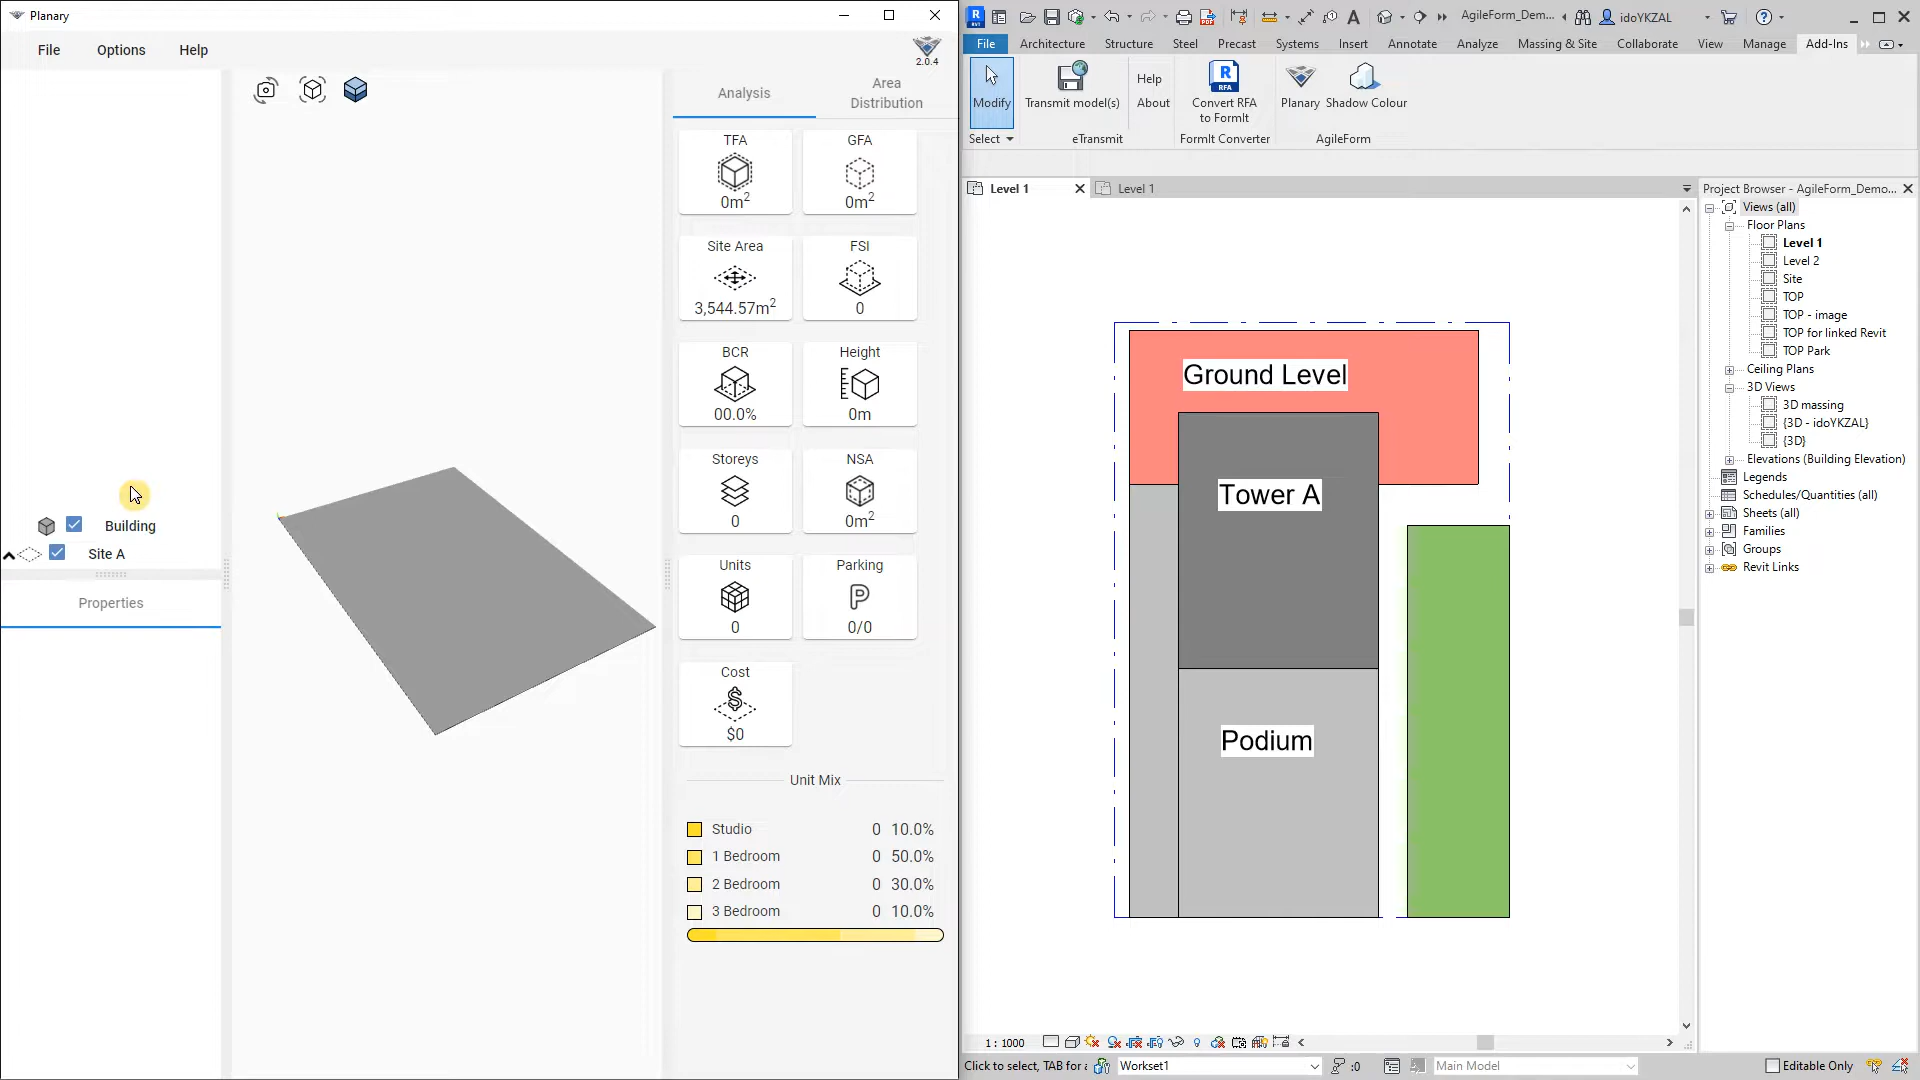 Planary
File Options Help
2.0.4
Building
Site A
Properties
Analysis
Area
Distribution
TFA
0m²
GFA
0m²
Site Area
3,544.57m²
FSI
0
BCR
00.0%
Height
0m
Storeys
0
NSA
0m²
Units
0
Parking
P
0/0
Cost
$
$0
Unit Mix
Studio 0 10.0%
1 Bedroom 0 50.0%
2 Bedroom 0 30.0%
3 Bedroom 0 10.0%
R RVT
A
AgileForm_Dem...
idoYKZAL
File Architecture Structure Steel Precast Systems Insert Annotate Analyze Massing & Site Collaborate View Manage Add-Ins
Modify
Select
Transmit model(s)
Help
About
eTransmit
R RFA
Convert RFA
to FormIt
FormIt Converter
Planary
Shadow Colour
AgileForm
Level 1
Level 1
Ground Level
Tower A
Podium
Project Browser - AgileForm_Demo...
Views (all)
Floor Plans
Level 1
Level 2
Site
TOP
TOP - image
TOP for linked Revit
TOP Park
Ceiling Plans
3D Views
3D massing
{3D - idoYKZAL}
{3D}
Elevations (Building Elevation)
Legends
Schedules/Quantities (all)
Sheets (all)
Families
Groups
Revit Links
1 : 1000
Click to select, TAB for a
Workset1
:0
Main Model
Editable Only